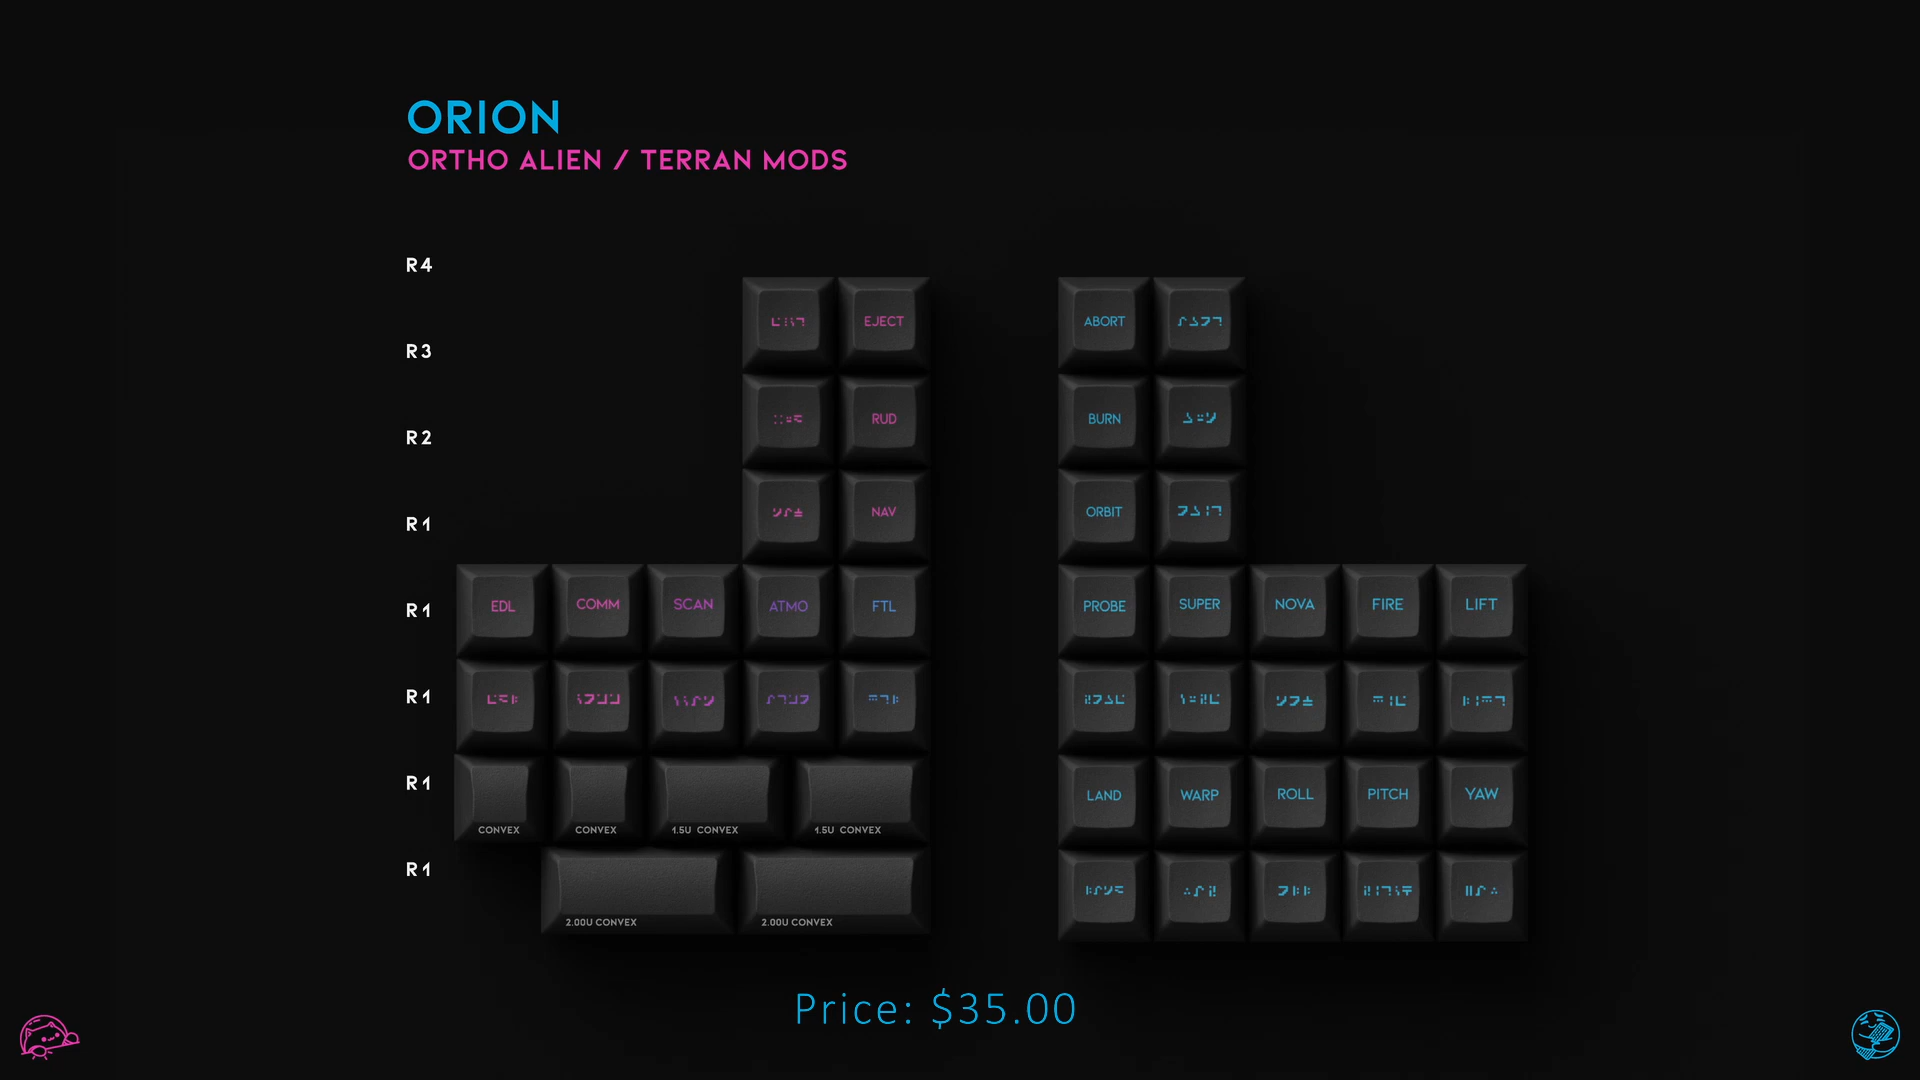 ORION
ORTHO ALIEN / TERRAN MODS
R4
EJECT
ABORT
R3
RUD
BURN
R2
NAV
ORBIT
R1
EDL COMM SCAN ATMO FTL
PROBE SUPER NOVA FIRE LIFT
R1
R1
LAND WARP ROLL PITCH YAW
R1
CONVEX CONVEX 1.5U CONVEX 1.5U CONVEX
R1
2.00U CONVEX 2.00U CONVEX
Price: $35.00